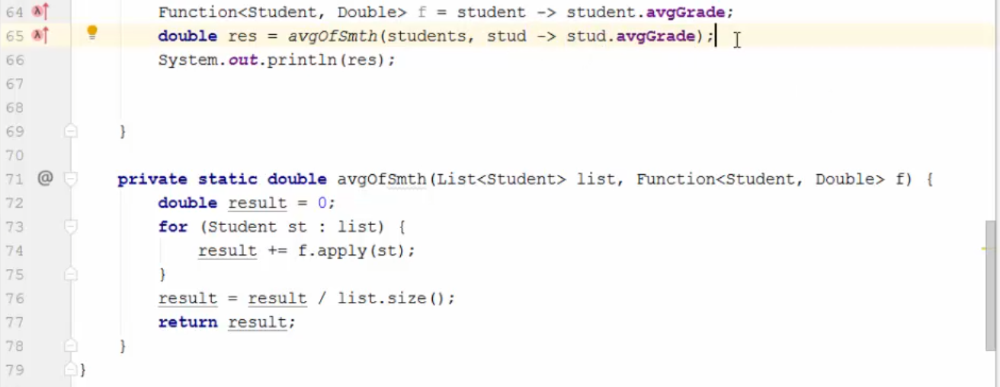 64 Function<Student, Double> f = student -> student.avgGrade;
65 double res = avgOfSmth(students, stud -> stud.avgGrade);
66 System.out.println(res);
67
68
69 }
70
71 @ private static double avgOfSmth(List<Student> list, Function<Student, Double> f) {
72 double result = 0;
73 for (Student st : list) {
74 result += f.apply(st);
75 }
76 result = result / list.size();
77 return result;
78 }
79 }